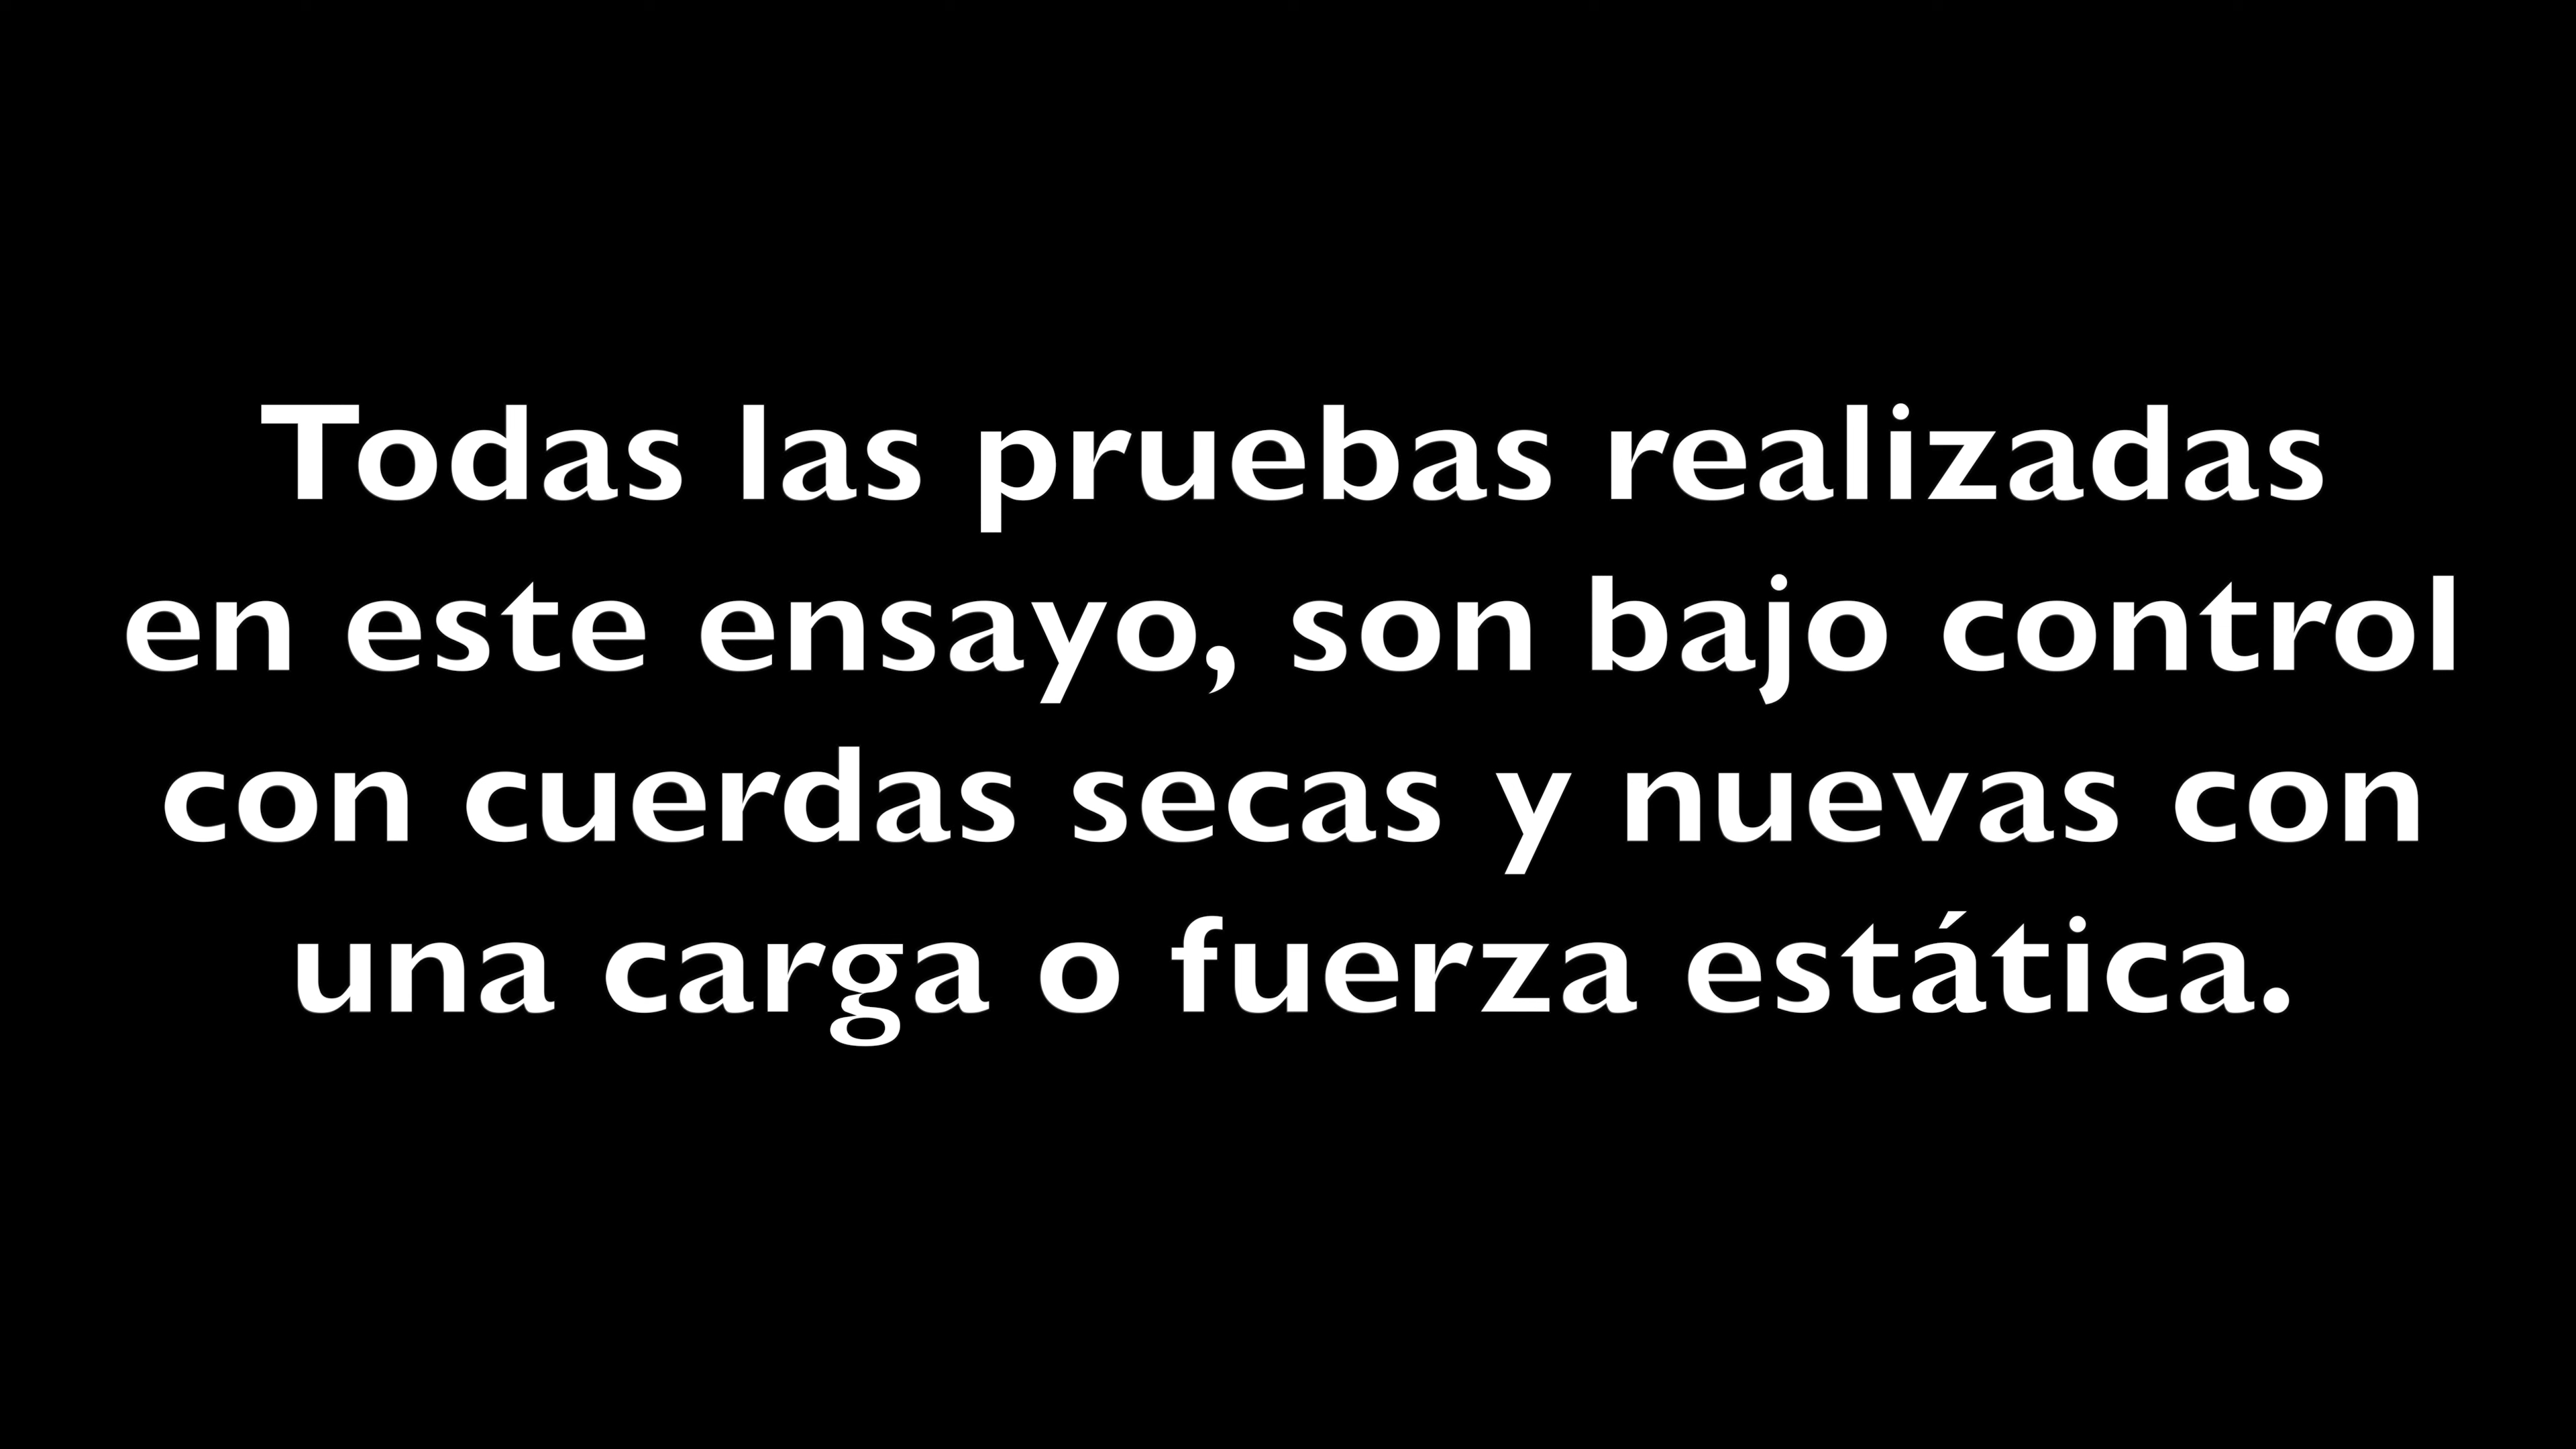 Todas las pruebas realizadas
en este ensayo, son bajo control
con cuerdas secas y nuevas con
una carga o fuerza estática.